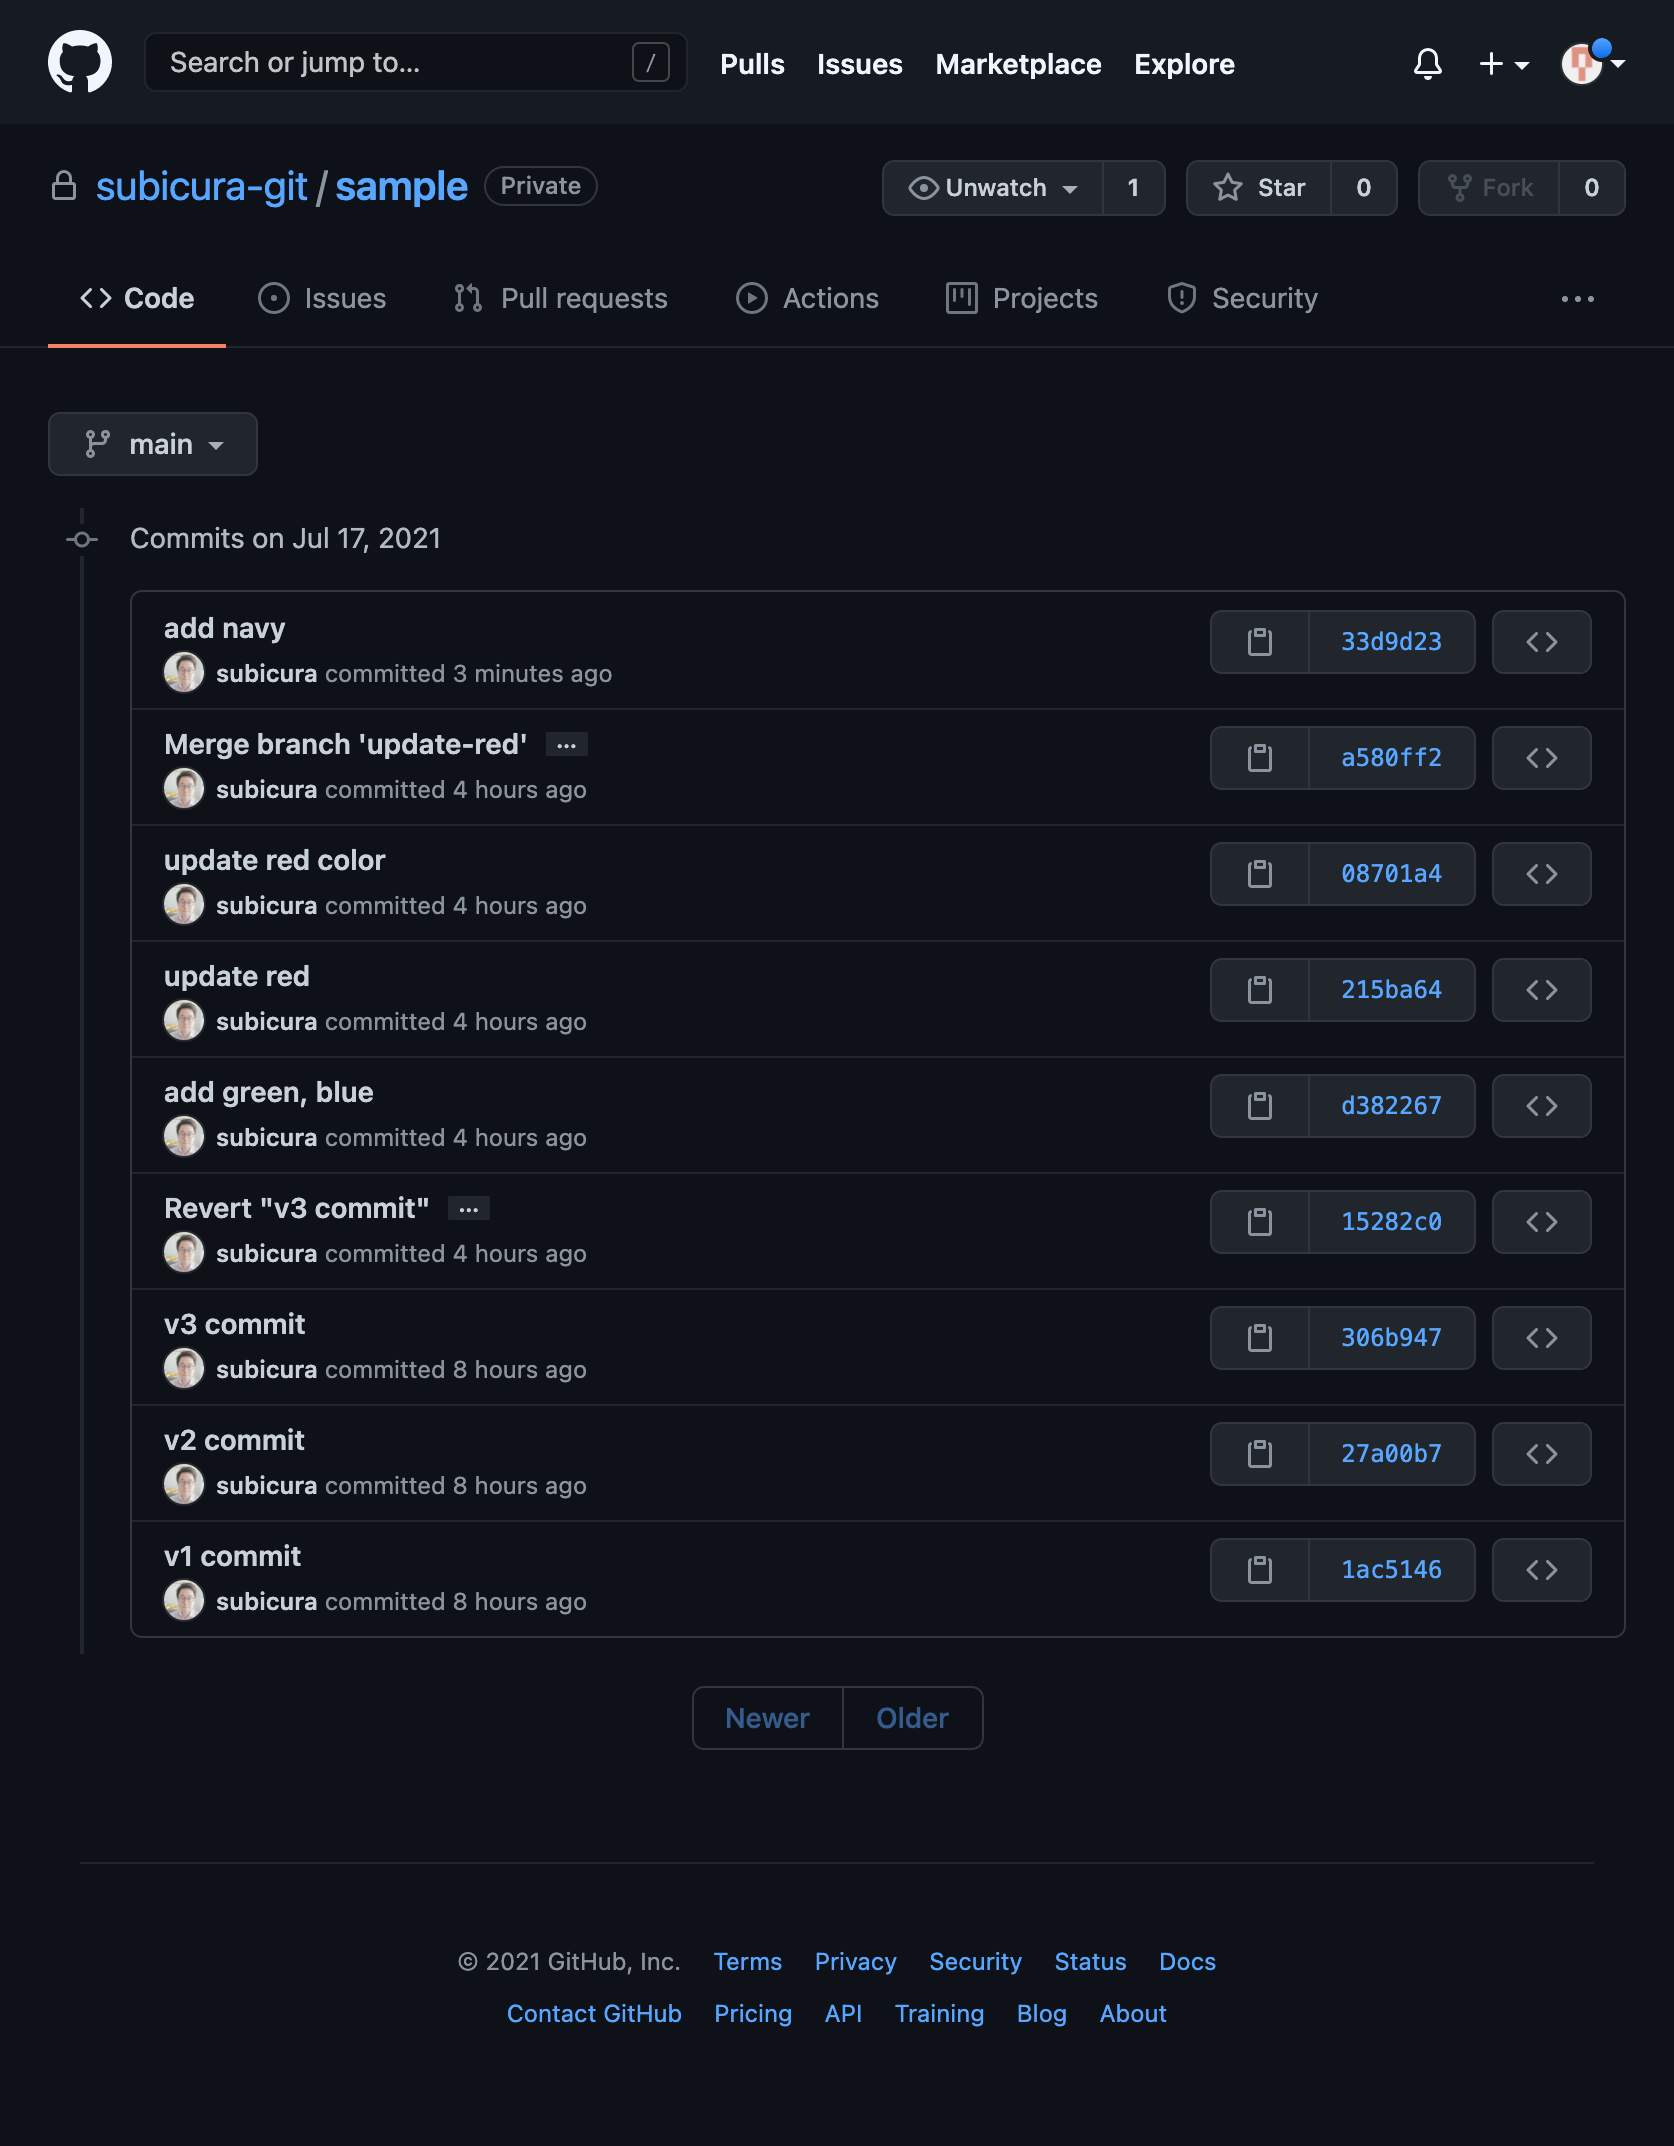 Search or jump to... / Pulls Issues Marketplace Explore
subicura-git / sample Private Unwatch 1 Star 0 Fork 0
Code Issues Pull requests Actions Projects Security ...
main
Commits on Jul 17, 2021
add navy
subicura committed 3 minutes ago
33d9d23
Merge branch 'update-red' ...
subicura committed 4 hours ago
a580ff2
update red color
subicura committed 4 hours ago
08701a4
update red
subicura committed 4 hours ago
215ba64
add green, blue
subicura committed 4 hours ago
d382267
Revert "v3 commit" ...
subicura committed 4 hours ago
15282c0
v3 commit
subicura committed 8 hours ago
306b947
v2 commit
subicura committed 8 hours ago
27a00b7
v1 commit
subicura committed 8 hours ago
1ac5146
Newer Older
© 2021 GitHub, Inc. Terms Privacy Security Status Docs
Contact GitHub Pricing API Training Blog About